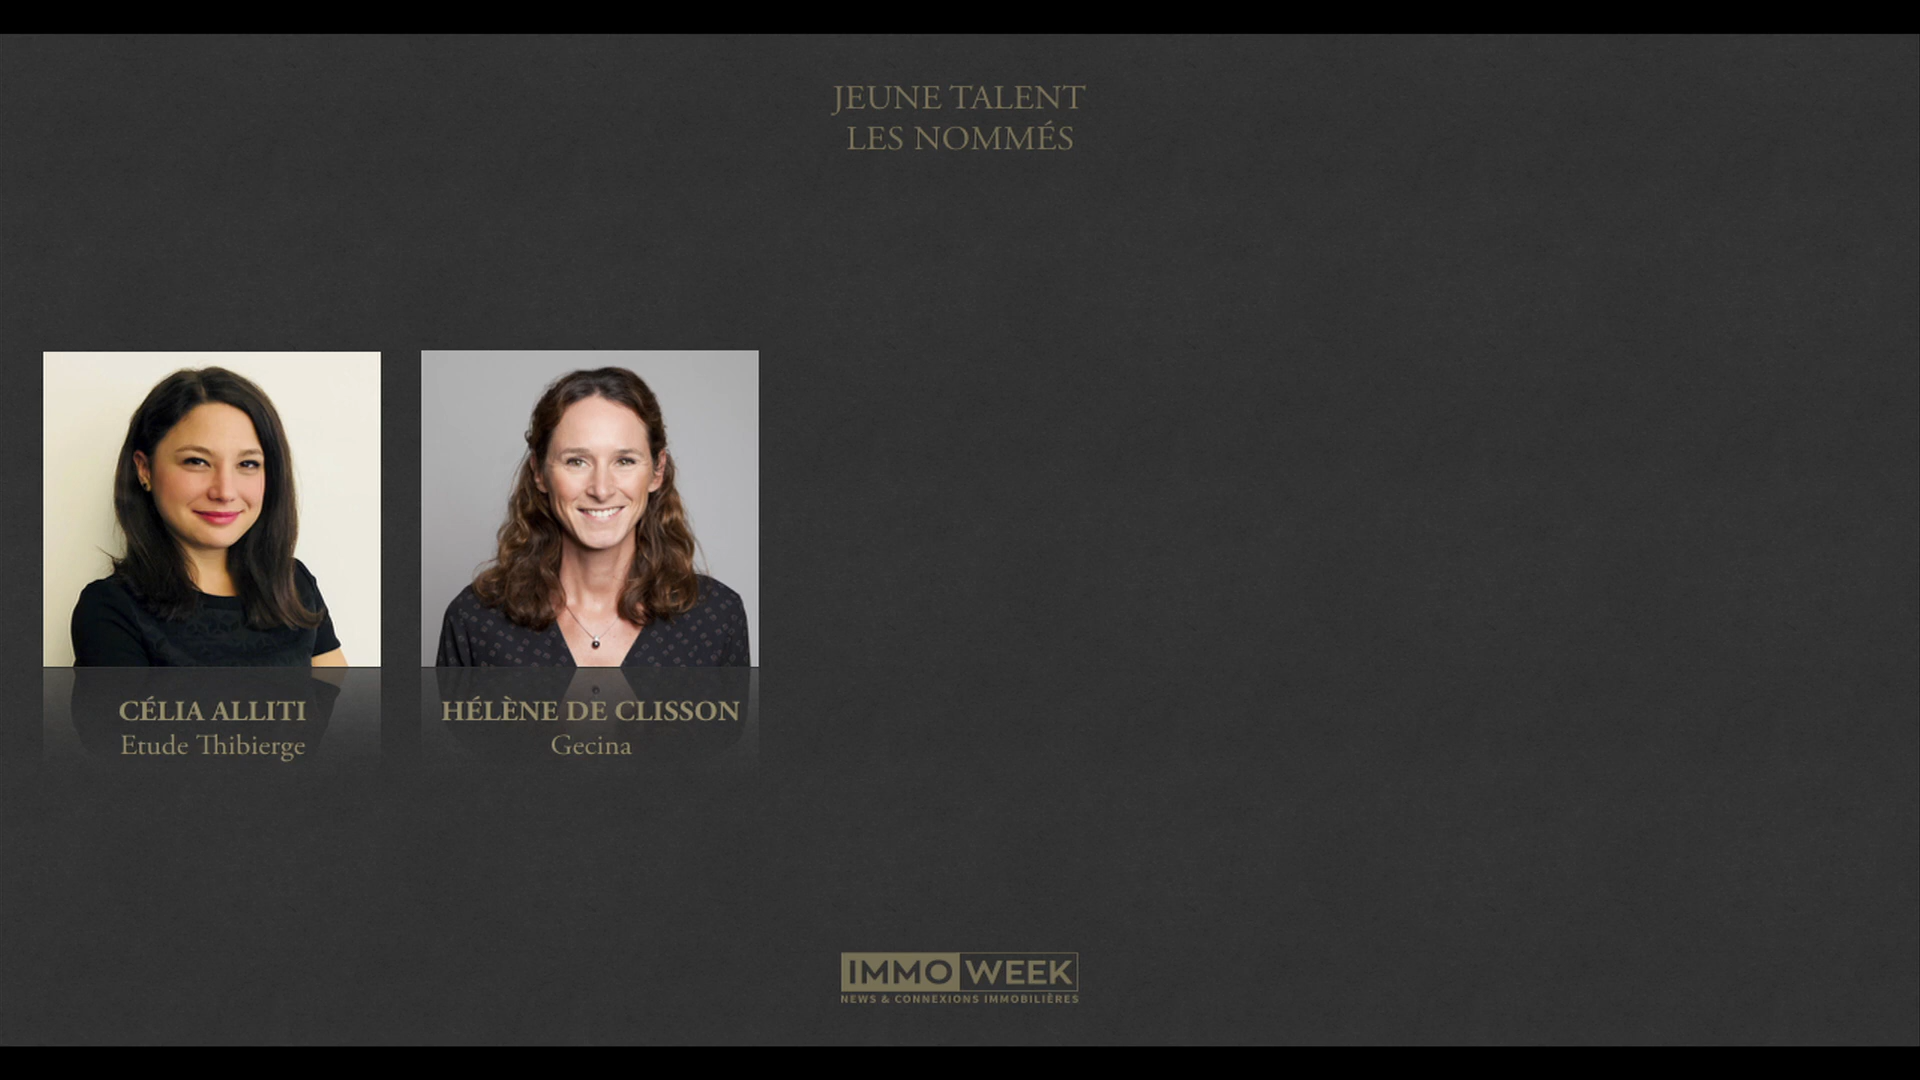 JEUNE TALENT
LES NOMMÉS
CÉLIA ALLITI
Etude Thibierge
HÉLÈNE DE CLISSON
Gecina
IMMO WEEK
NEWS & CONNEXIONS IMMOBILIÈRES